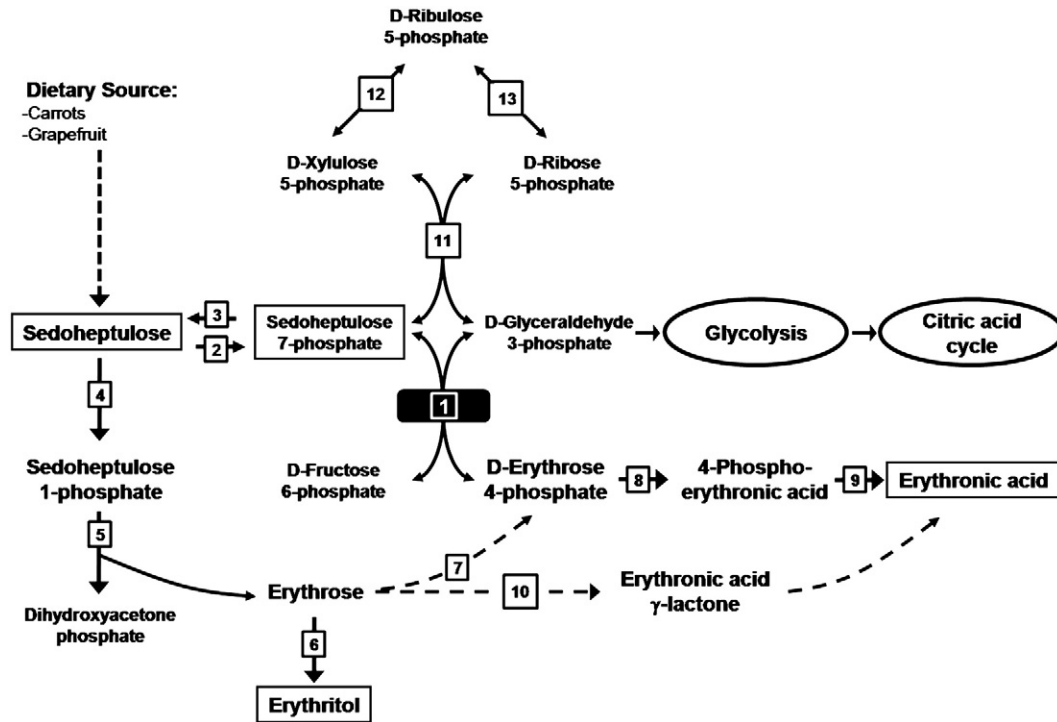 D-Ribulose
5-phosphate
Dietary Source:
-Carrots
-Grapefruit
12
13
D-Xylulose
5-phosphate
D-Ribose
5-phosphate
11
Sedoheptulose
3
2
Sedoheptulose
7-phosphate
D-Glyceraldehyde
3-phosphate
Glycolysis
Citric acid
cycle
4
1
Sedoheptulose
1-phosphate
D-Fructose
6-phosphate
D-Erythrose
4-phosphate
8
4-Phospho-
erythronic acid
9
Erythronic acid
5
7
Dihydroxyacetone
phosphate
Erythrose
10
Erythronic acid
γ-lactone
6
Erythritol